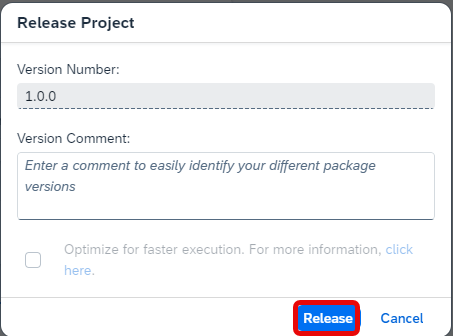 Release Project
Version Number:
1.0.0
Version Comment:
Enter a comment to easily identify your different package
versions
Optimize for faster execution. For more information, click
here.
Release Cancel